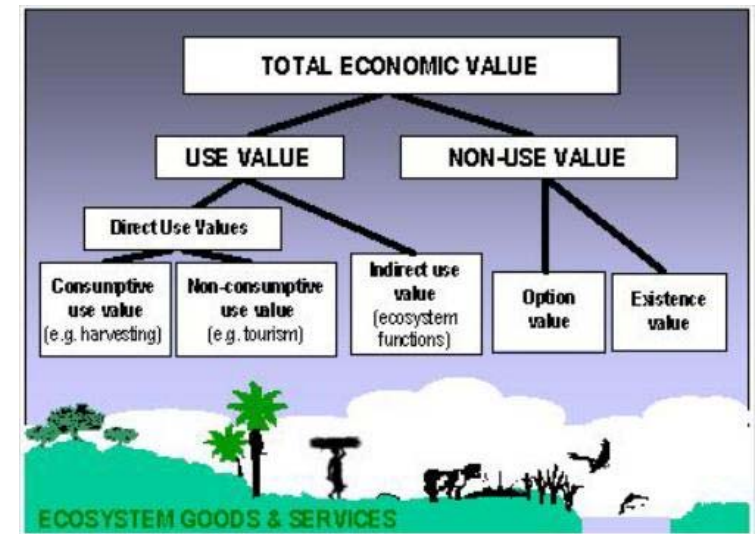 TOTAL ECONOMIC VALUE
USE VALUE
NON-USE VALUE
Direct Use Values
Consumptive
use value
(e.g. harvesting)
Non-consumptive
use value
(e.g. tourism)
Indirect use
value
(ecosystem
functions)
Option
value
Existence
value
ECOSYSTEM GOODS & SERVICES